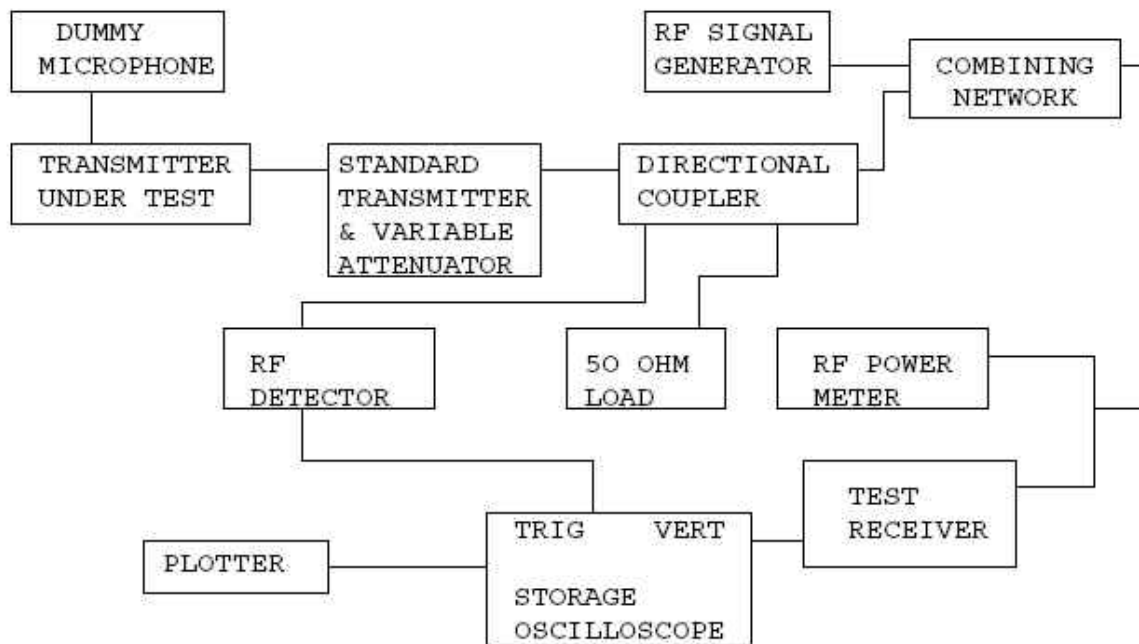 DUMMY
MICROPHONE
RF SIGNAL
GENERATOR
COMBINING
NETWORK
TRANSMITTER
UNDER TEST
STANDARD
TRANSMITTER
& VARIABLE
ATTENUATOR
DIRECTIONAL
COUPLER
RF
DETECTOR
50 OHM
LOAD
RF POWER
METER
TEST
RECEIVER
TRIG VERT
STORAGE
OSCILLOSCOPE
PLOTTER